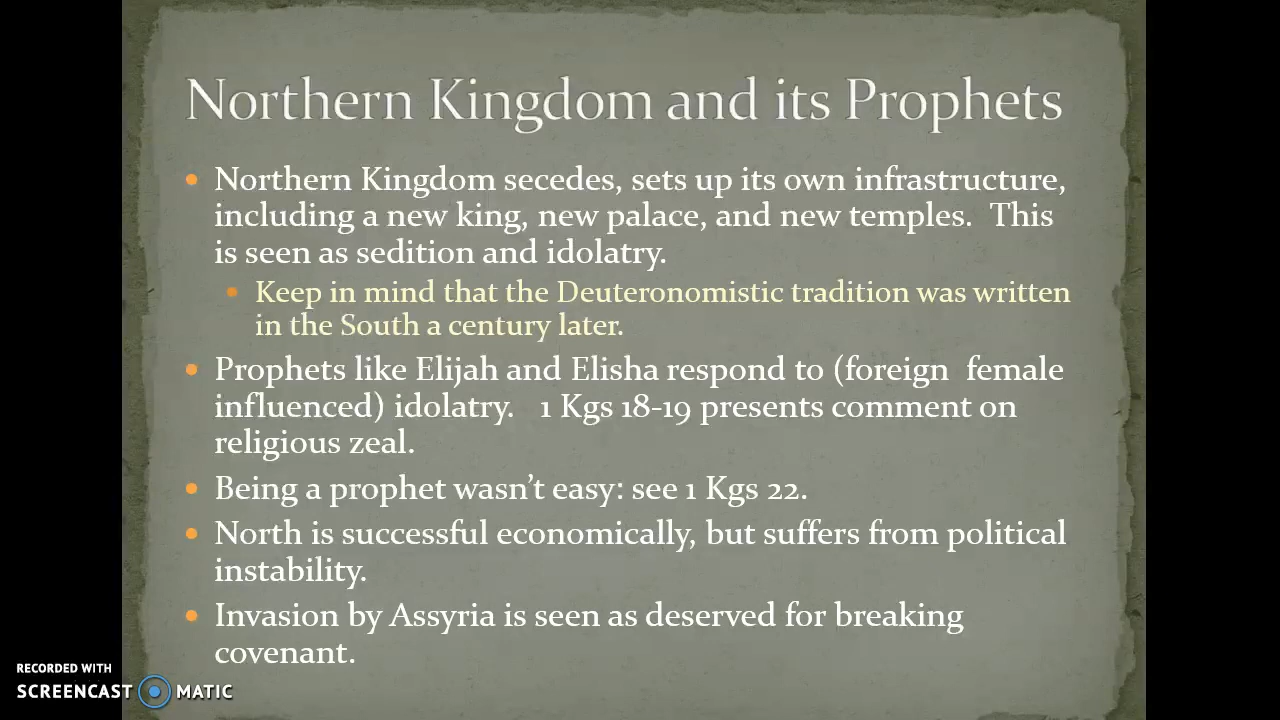 Northern Kingdom and its Prophets
• Northern Kingdom secedes, sets up its own infrastructure,
including a new king, new palace, and new temples.  This
is seen as sedition and idolatry.
• Keep in mind that the Deuteronomistic tradition was written
in the South a century later.
• Prophets like Elijah and Elisha respond to (foreign  female
influenced) idolatry.   1 Kgs 18-19 presents comment on
religious zeal.
• Being a prophet wasn’t easy: see 1 Kgs 22.
• North is successful economically, but suffers from political
instability.
• Invasion by Assyria is seen as deserved for breaking
covenant.
RECORDED WITH
SCREENCAST MATIC